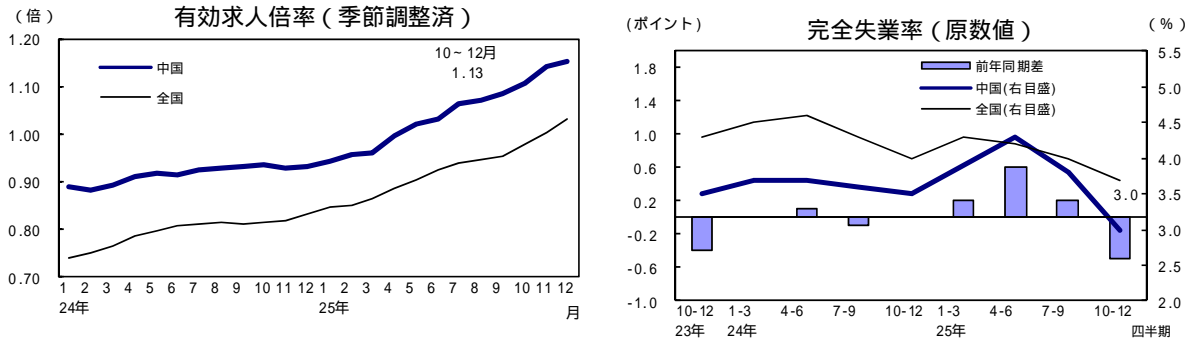 有効求人倍率（季節調整済）
（倍）
1.20
1.10
1.00
0.90
0.80
0.70
中国
全国
10～12月
1.13
1 2 3 4 5 6 7 8 9 10 11 12 1 2 3 4 5 6 7 8 9 10 11 12
24年 25年
月
完全失業率（原数値）
(ポイント)
（％）
1.8
1.4
1.0
0.6
0.2
-0.2
-0.6
-1.0
前年同期差
中国(右目盛)
全国(右目盛)
5.5
5.0
4.5
4.0
3.5
3.0
2.5
2.0
3.0
10-12 1-3 4-6 7-9 10-12 1-3 4-6 7-9 10-12
23年 24年 25年 四半期